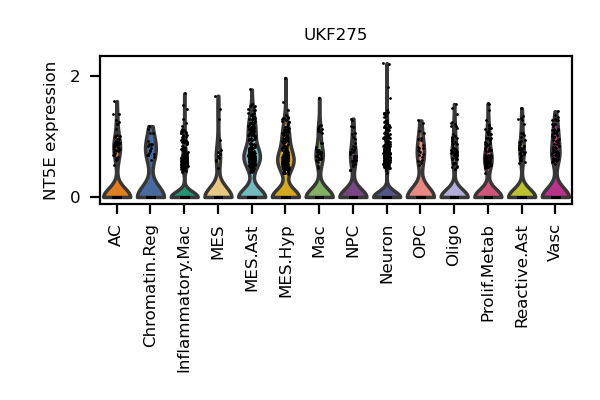 UKF275
NT5E expression
2
0
AC
Chromatin.Reg
Inflammatory.Mac
MES
MES.Ast
MES.Hyp
Mac
NPC
Neuron
OPC
Oligo
Prolif.Metab
Reactive.Ast
Vasc